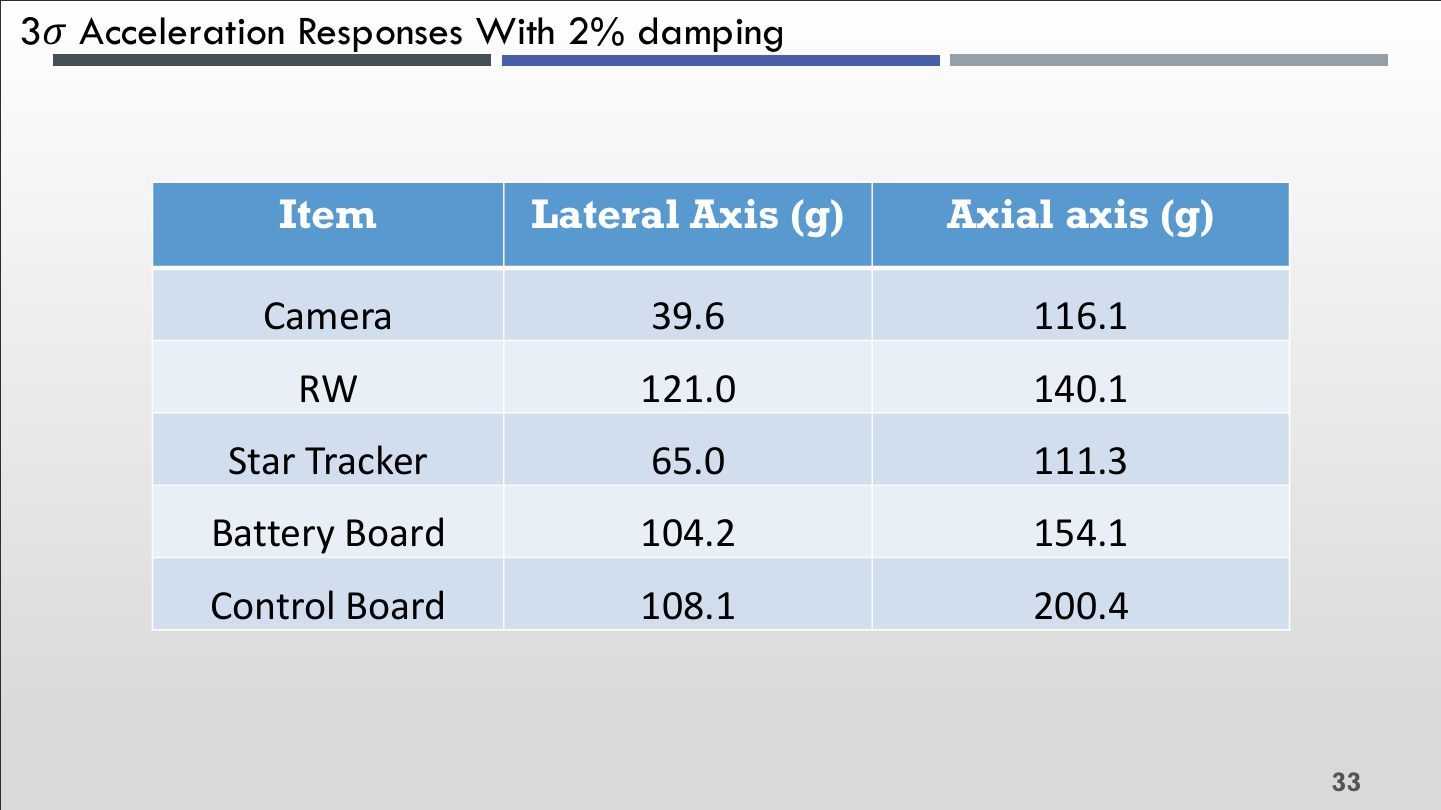 3𝜎 Acceleration Responses With 2% damping
Item Lateral Axis (g) Axial axis (g)
Camera 39.6 116.1
RW 121.0 140.1
Star Tracker 65.0 111.3
Battery Board 104.2 154.1
Control Board 108.1 200.4
33